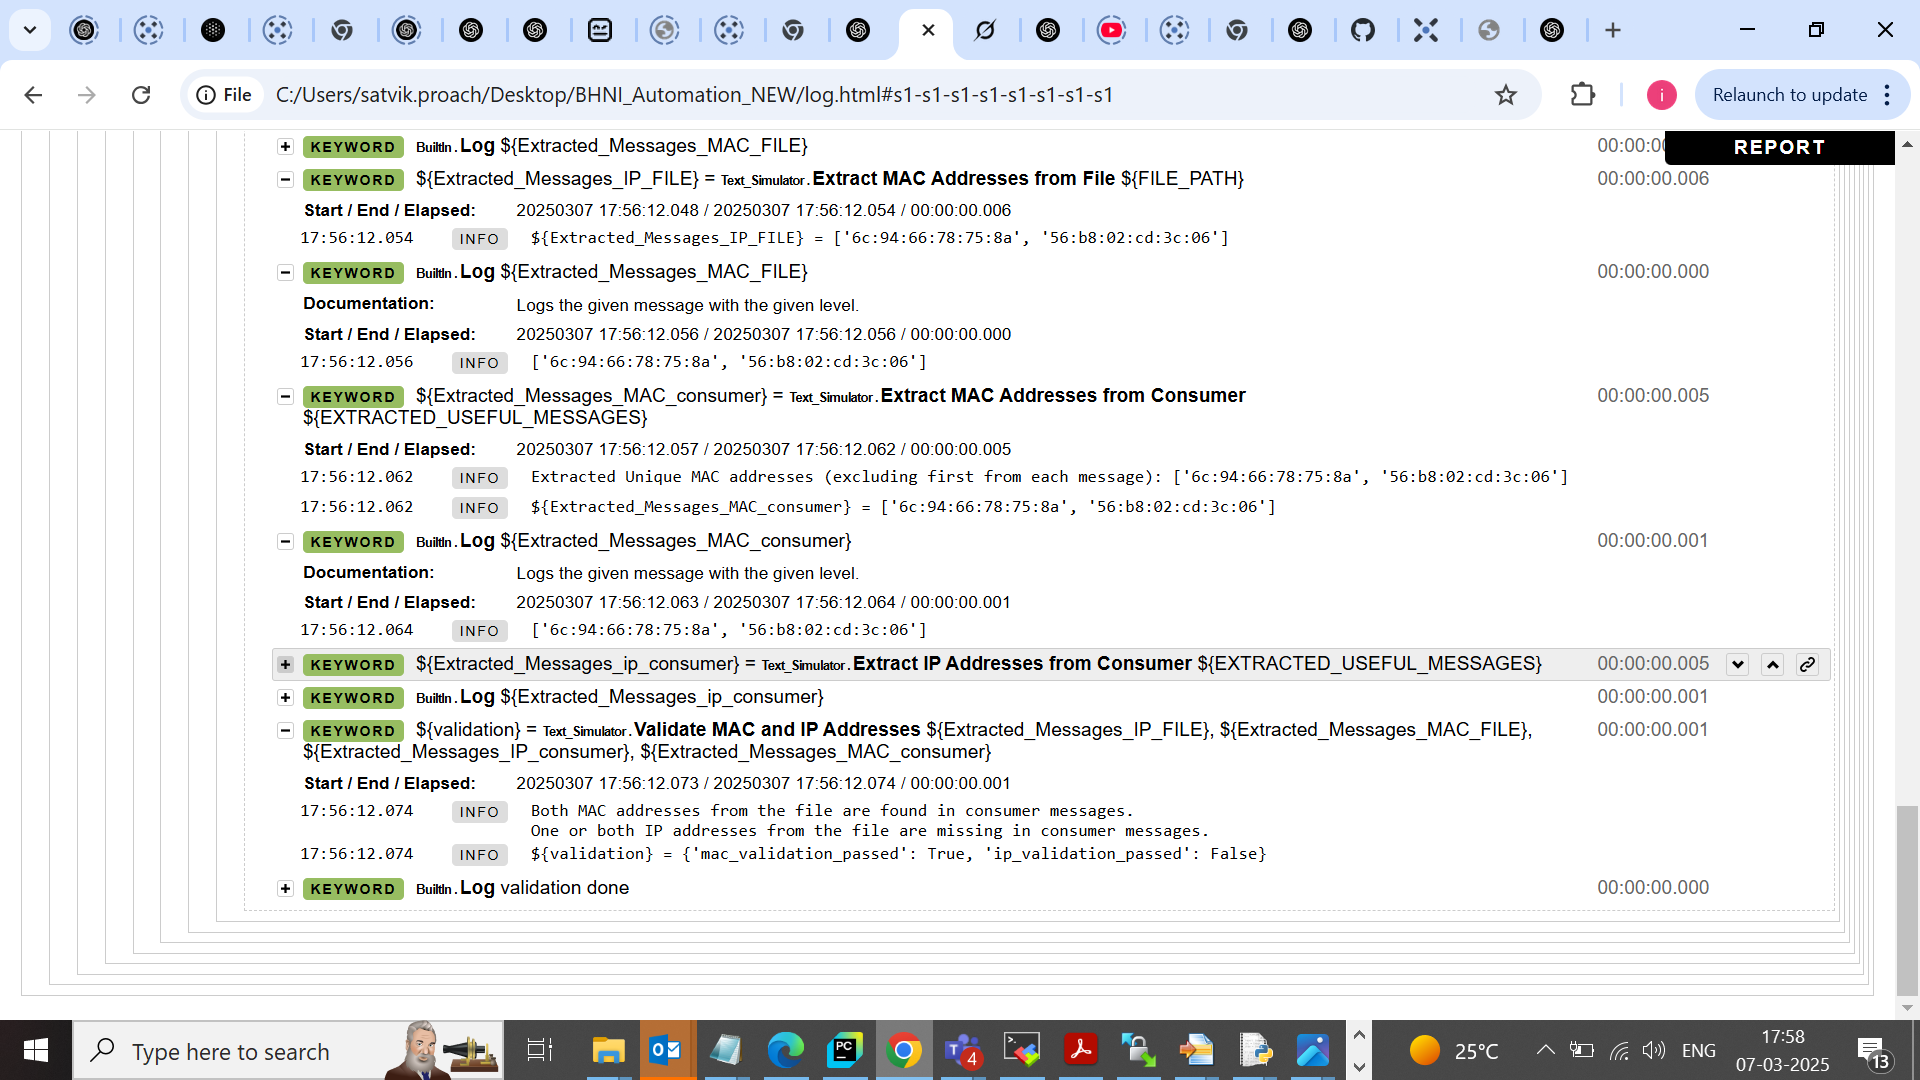 File
C:/Users/satvik.proach/Desktop/BHNI_Automation_NEW/log.html#s1-s1-s1-s1-s1-s1-s1-s1
i
Relaunch to update
REPORT
KEYWORD BuiltIn.Log ${Extracted_Messages_MAC_FILE} 00:00:00
KEYWORD ${Extracted_Messages_IP_FILE} = Text_Simulator.Extract MAC Addresses from File ${FILE_PATH} 00:00:00.006
Start / End / Elapsed: 20250307 17:56:12.048 / 20250307 17:56:12.054 / 00:00:00.006
17:56:12.054 INFO ${Extracted_Messages_IP_FILE} = ['6c:94:66:78:75:8a', '56:b8:02:cd:3c:06']
KEYWORD BuiltIn.Log ${Extracted_Messages_MAC_FILE} 00:00:00.000
Documentation: Logs the given message with the given level.
Start / End / Elapsed: 20250307 17:56:12.056 / 20250307 17:56:12.056 / 00:00:00.000
17:56:12.056 INFO ['6c:94:66:78:75:8a', '56:b8:02:cd:3c:06']
KEYWORD ${Extracted_Messages_MAC_consumer} = Text_Simulator.Extract MAC Addresses from Consumer 00:00:00.005
${EXTRACTED_USEFUL_MESSAGES}
Start / End / Elapsed: 20250307 17:56:12.057 / 20250307 17:56:12.062 / 00:00:00.005
17:56:12.062 INFO Extracted Unique MAC addresses (excluding first from each message): ['6c:94:66:78:75:8a', '56:b8:02:cd:3c:06']
17:56:12.062 INFO ${Extracted_Messages_MAC_consumer} = ['6c:94:66:78:75:8a', '56:b8:02:cd:3c:06']
KEYWORD BuiltIn.Log ${Extracted_Messages_MAC_consumer} 00:00:00.001
Documentation: Logs the given message with the given level.
Start / End / Elapsed: 20250307 17:56:12.063 / 20250307 17:56:12.064 / 00:00:00.001
17:56:12.064 INFO ['6c:94:66:78:75:8a', '56:b8:02:cd:3c:06']
KEYWORD ${Extracted_Messages_ip_consumer} = Text_Simulator.Extract IP Addresses from Consumer ${EXTRACTED_USEFUL_MESSAGES} 00:00:00.005
KEYWORD BuiltIn.Log ${Extracted_Messages_ip_consumer} 00:00:00.001
KEYWORD ${validation} = Text_Simulator.Validate MAC and IP Addresses ${Extracted_Messages_IP_FILE}, ${Extracted_Messages_MAC_FILE}, 00:00:00.001
${Extracted_Messages_IP_consumer}, ${Extracted_Messages_MAC_consumer}
Start / End / Elapsed: 20250307 17:56:12.073 / 20250307 17:56:12.074 / 00:00:00.001
17:56:12.074 INFO Both MAC addresses from the file are found in consumer messages.
One or both IP addresses from the file are missing in consumer messages.
17:56:12.074 INFO ${validation} = {'mac_validation_passed': True, 'ip_validation_passed': False}
KEYWORD BuiltIn.Log validation done 00:00:00.000
Type here to search
PC
4
25°C
ENG
17:58
07-03-2025
13